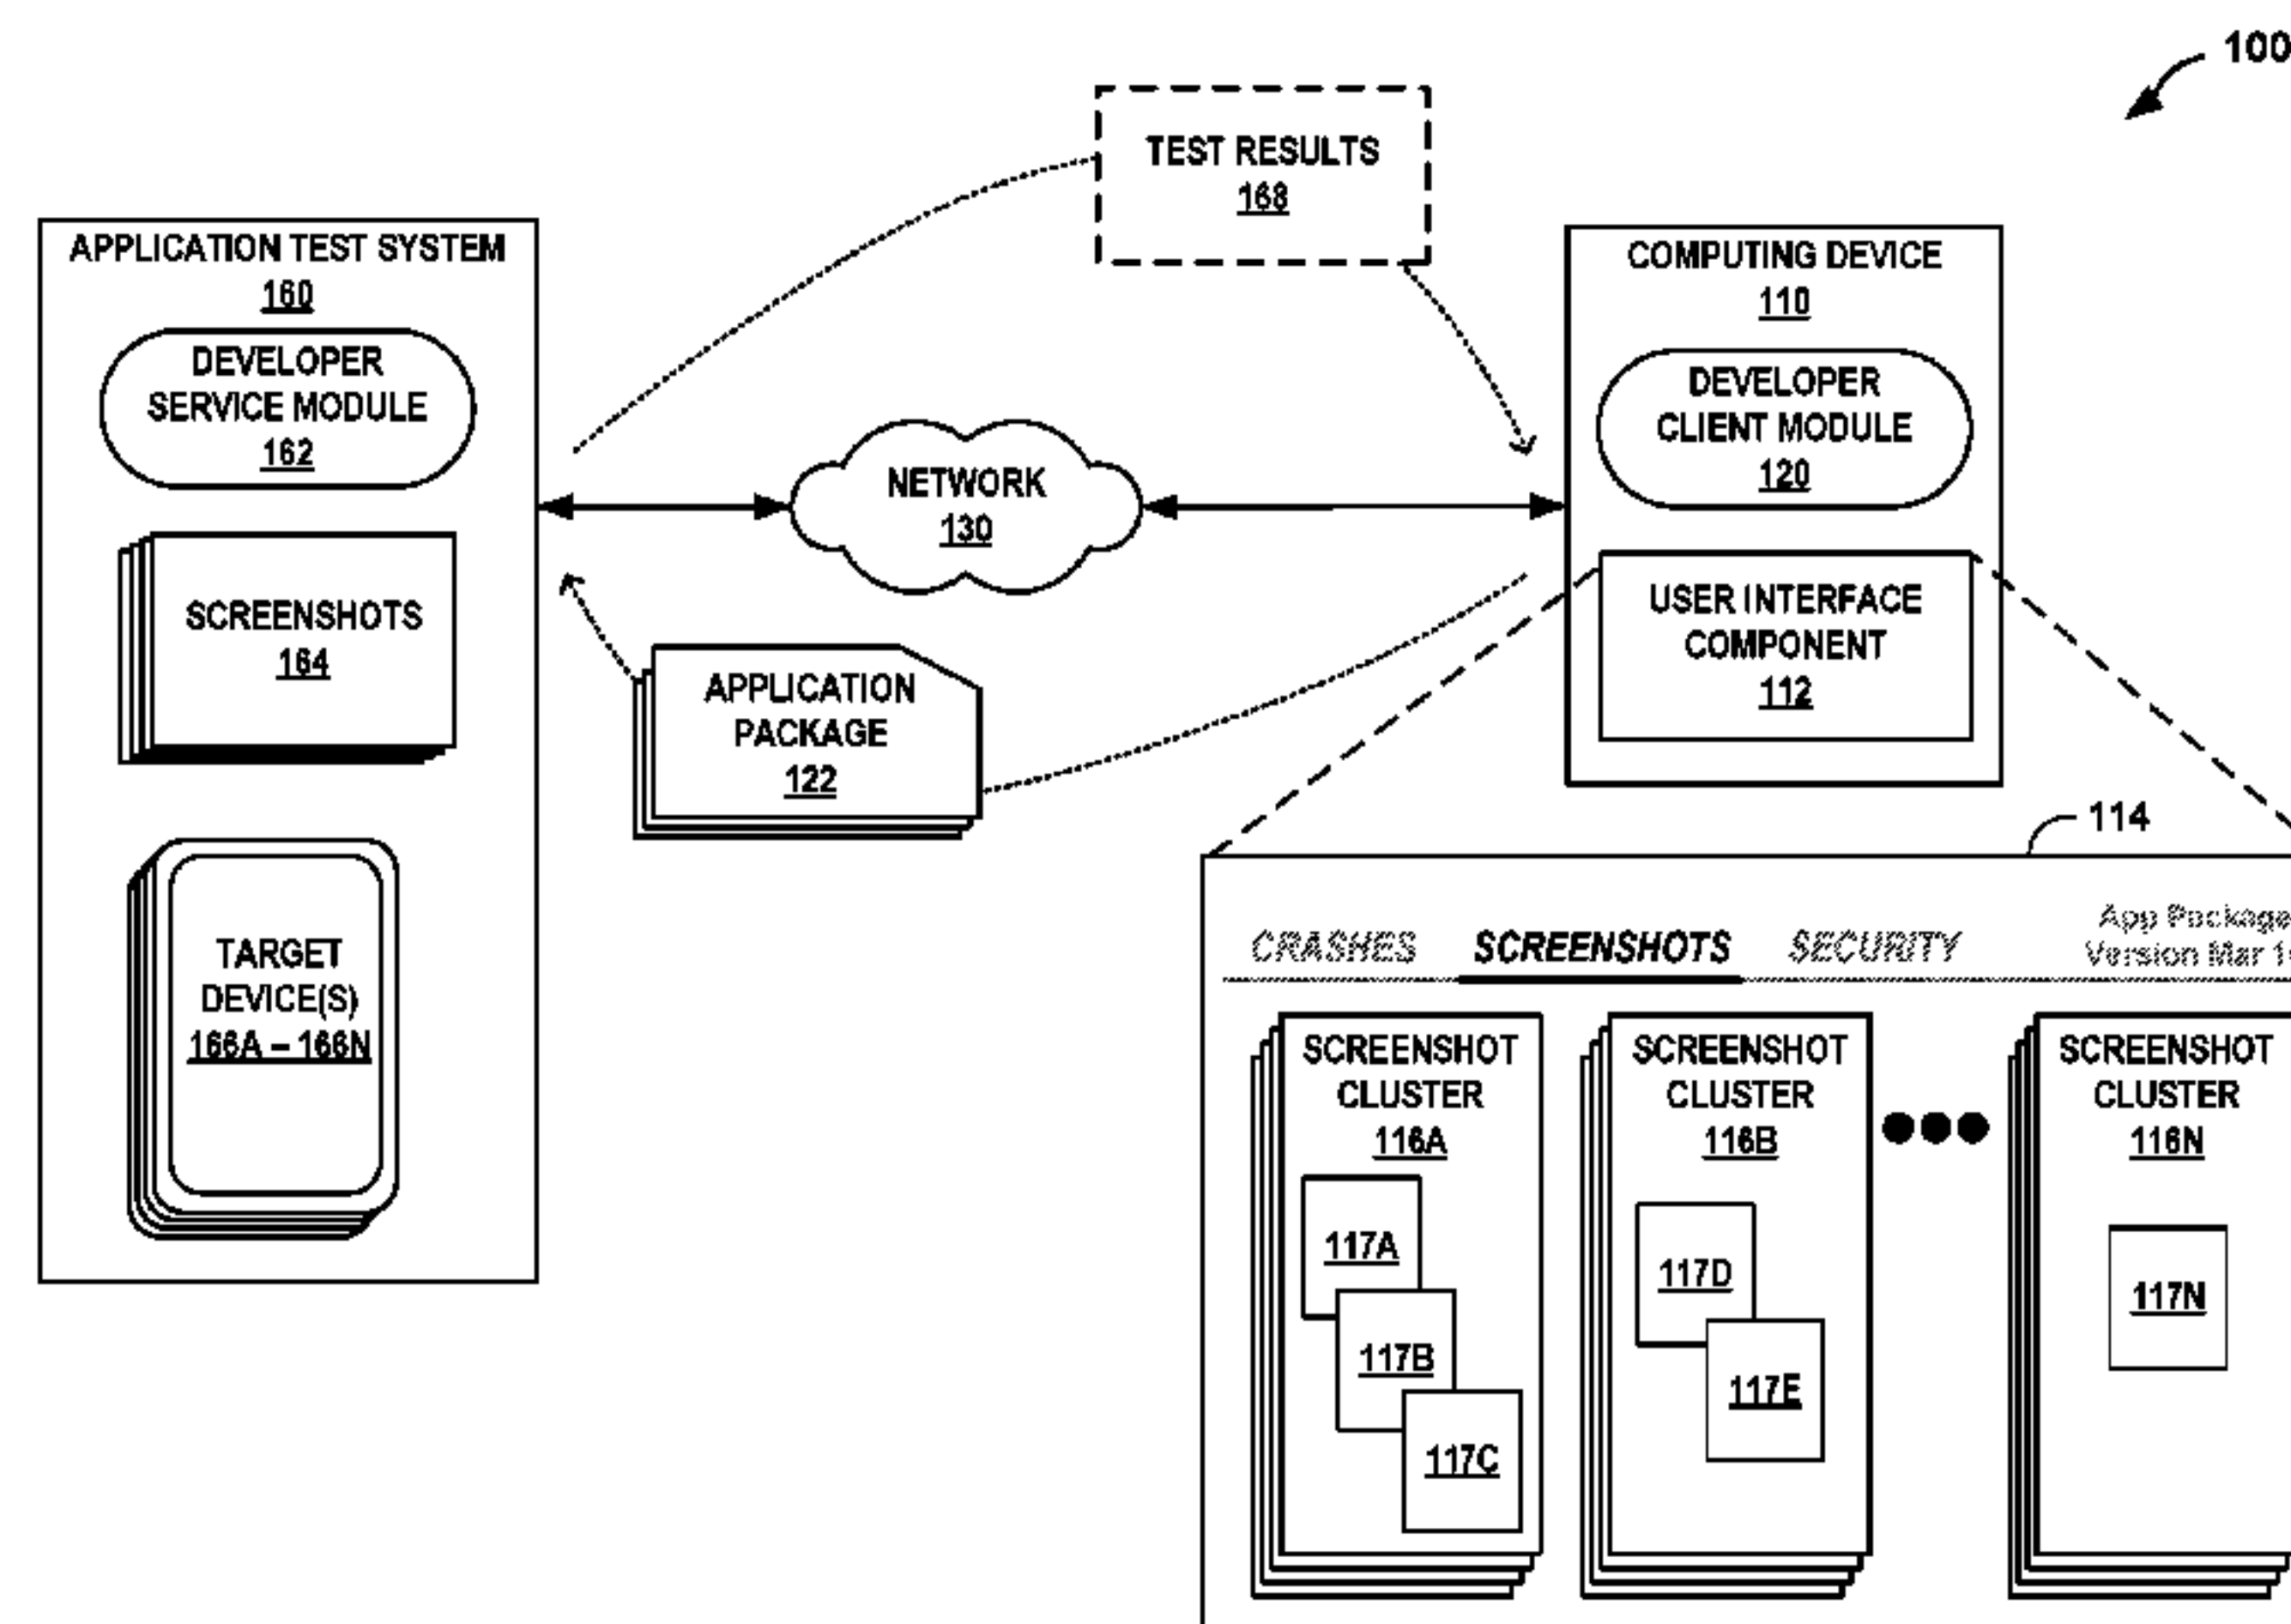 100
TEST RESULTS
168
APPLICATION TEST SYSTEM
160
DEVELOPER
SERVICE MODULE
162
SCREENSHOTS
164
TARGET
DEVICE(S)
166A – 166N
NETWORK
130
APPLICATION
PACKAGE
122
COMPUTING DEVICE
110
DEVELOPER
CLIENT MODULE
120
USER INTERFACE
COMPONENT
112
114
CRASHES SCREENSHOTS SECURITY
App Package
Version Mar
SCREENSHOT
CLUSTER
116A
117A
117B
117C
SCREENSHOT
CLUSTER
116B
117D
117E
SCREENSHOT
CLUSTER
116N
117N